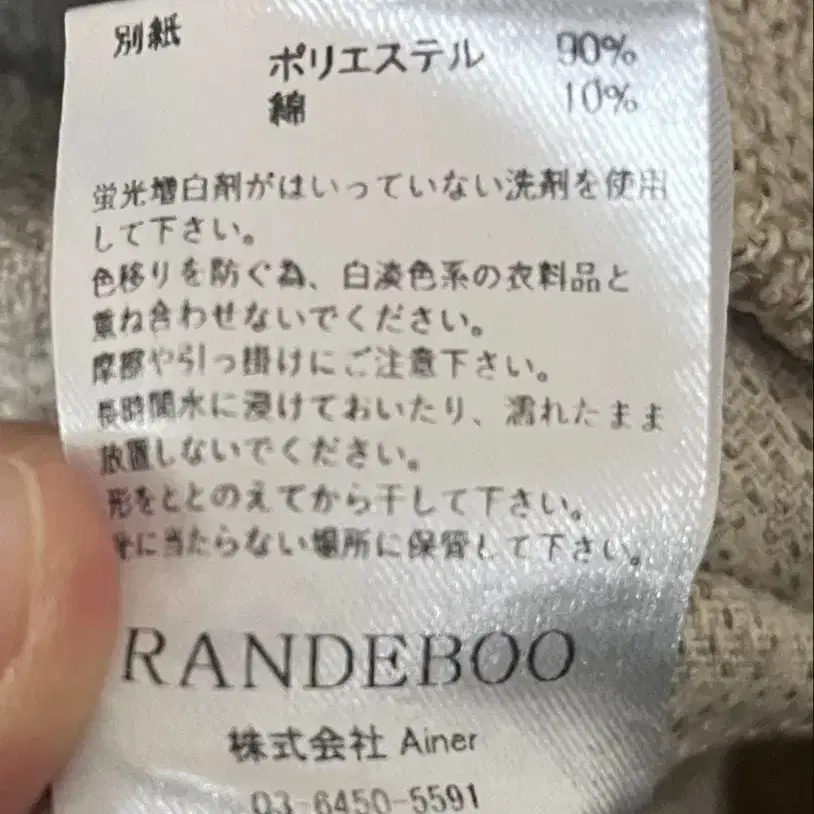 別紙
ポリエステル 90%
綿 10%
蛍光増白剤がはいっていない洗剤を使用
して下さい。
色移りを防ぐ為、白淡色系の衣料品と
重ね合わせないでください。
摩擦や引っ掛けにご注意下さい。
長時間水に浸けておいたり、濡れたまま
放置しないでください。
形をととのえてから干して下さい。
に当たらない場所に保管して下さい。
RANDEBOO
株式会社 Ainer
03-6450-5591